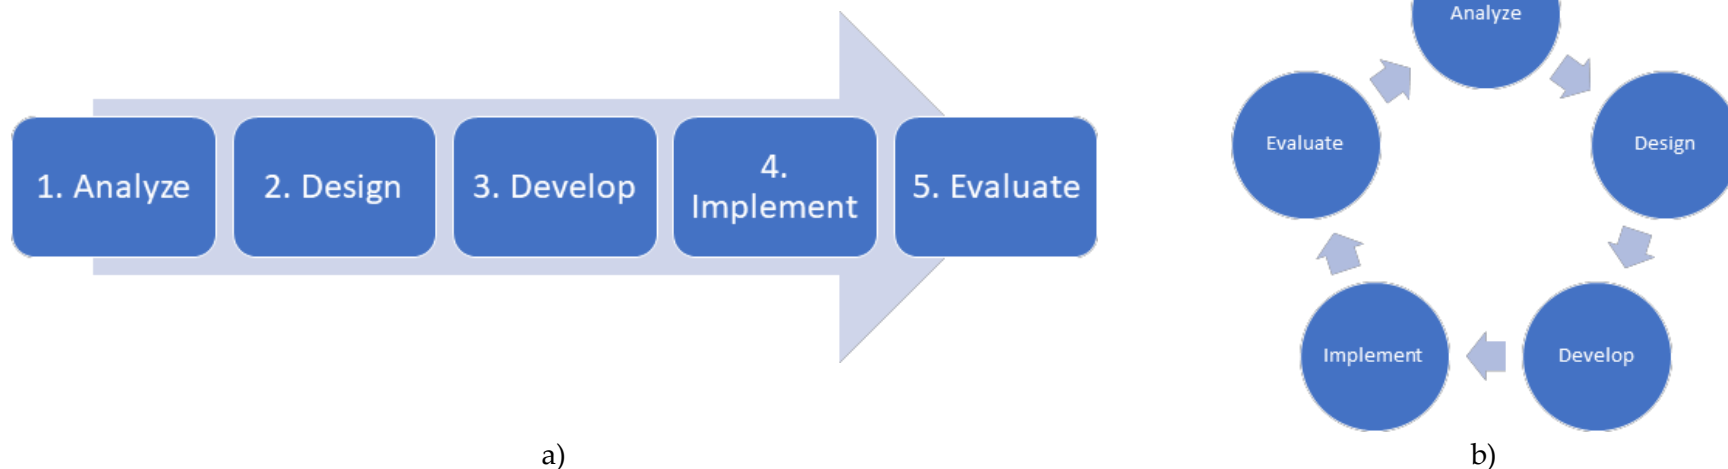 1. Analyze
2. Design
3. Develop
4.
Implement
5. Evaluate
a)
Analyze
Design
Develop
Implement
Evaluate
b)